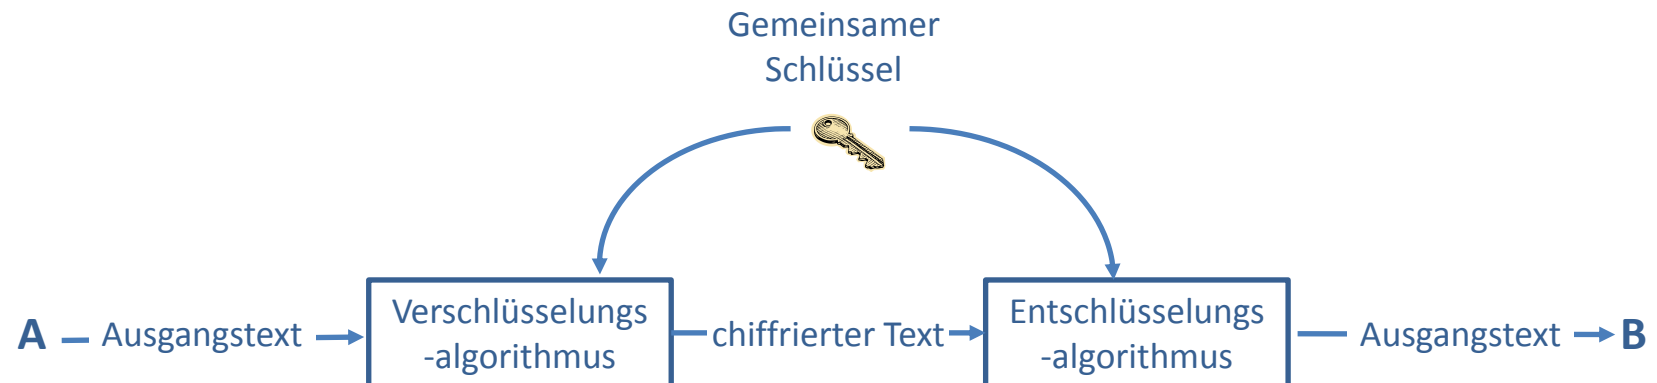 Gemeinsamer
Schlüssel
A
Ausgangstext
Verschlüsselungs
-algorithmus
chiffrierter Text
Entschlüsselungs
-algorithmus
Ausgangstext
B